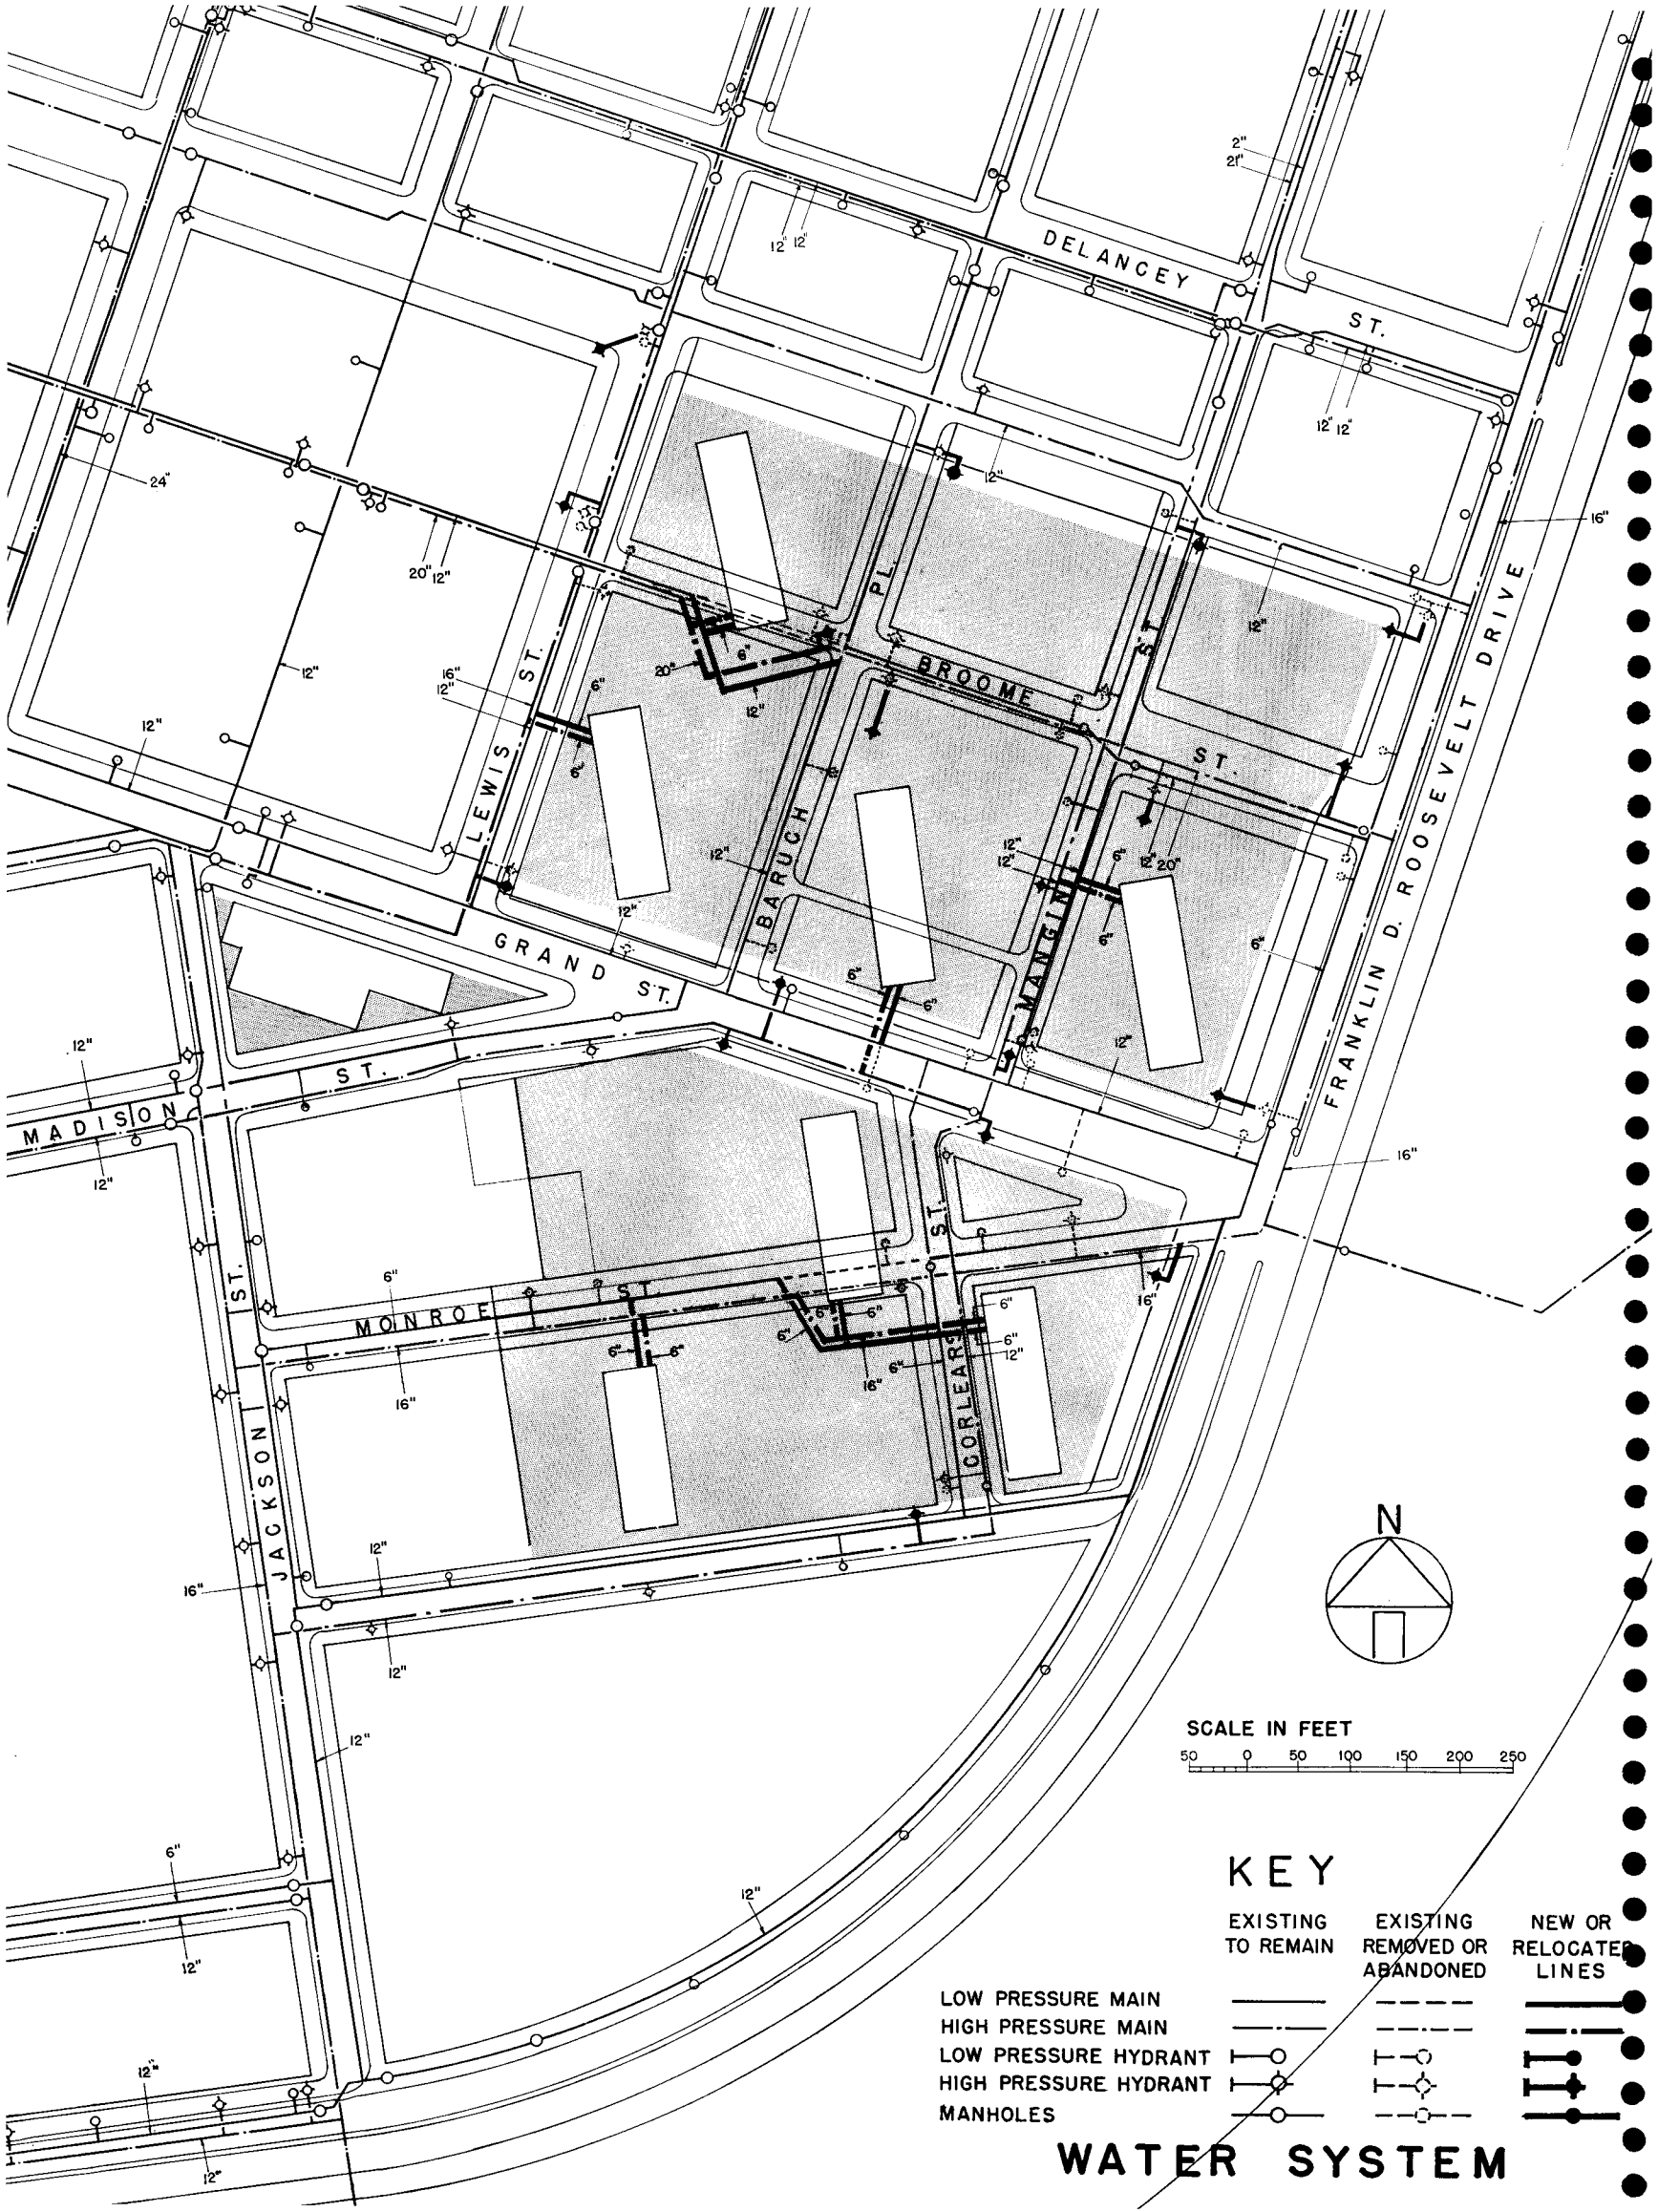 2"
21"
12" 12"
DELANCEY ST.
12" 12"
16"
24"
12"
20" 12"
12"
PL.
ST.
BROOME
ST.
6"
20"
12"
16"
12"
6"
6"
12"
LEWIS ST.
12"
BARUCH
12"
12"
12"
6"
12" 20"
MANGIN
6"
6"
FRANKLIN D. ROOSEVELT DRIVE
12"
GRAND ST.
6"
6"
12"
12"
MADISON ST.
12"
16"
ST.
ST.
6"
MONROE ST.
6"
6"
6"
6"
6"
16"
16"
6"
6"
12"
6"
16"
CORLEARS
JACKSON
12"
16"
12"
12"
N
SCALE IN FEET
50 0 50 100 150 200 250
6"
12"
12"
12"
12"
KEY
EXISTING TO REMAIN
EXISTING REMOVED OR ABANDONED
NEW OR RELOCATED LINES
LOW PRESSURE MAIN
HIGH PRESSURE MAIN
LOW PRESSURE HYDRANT
HIGH PRESSURE HYDRANT
MANHOLES
WATER SYSTEM